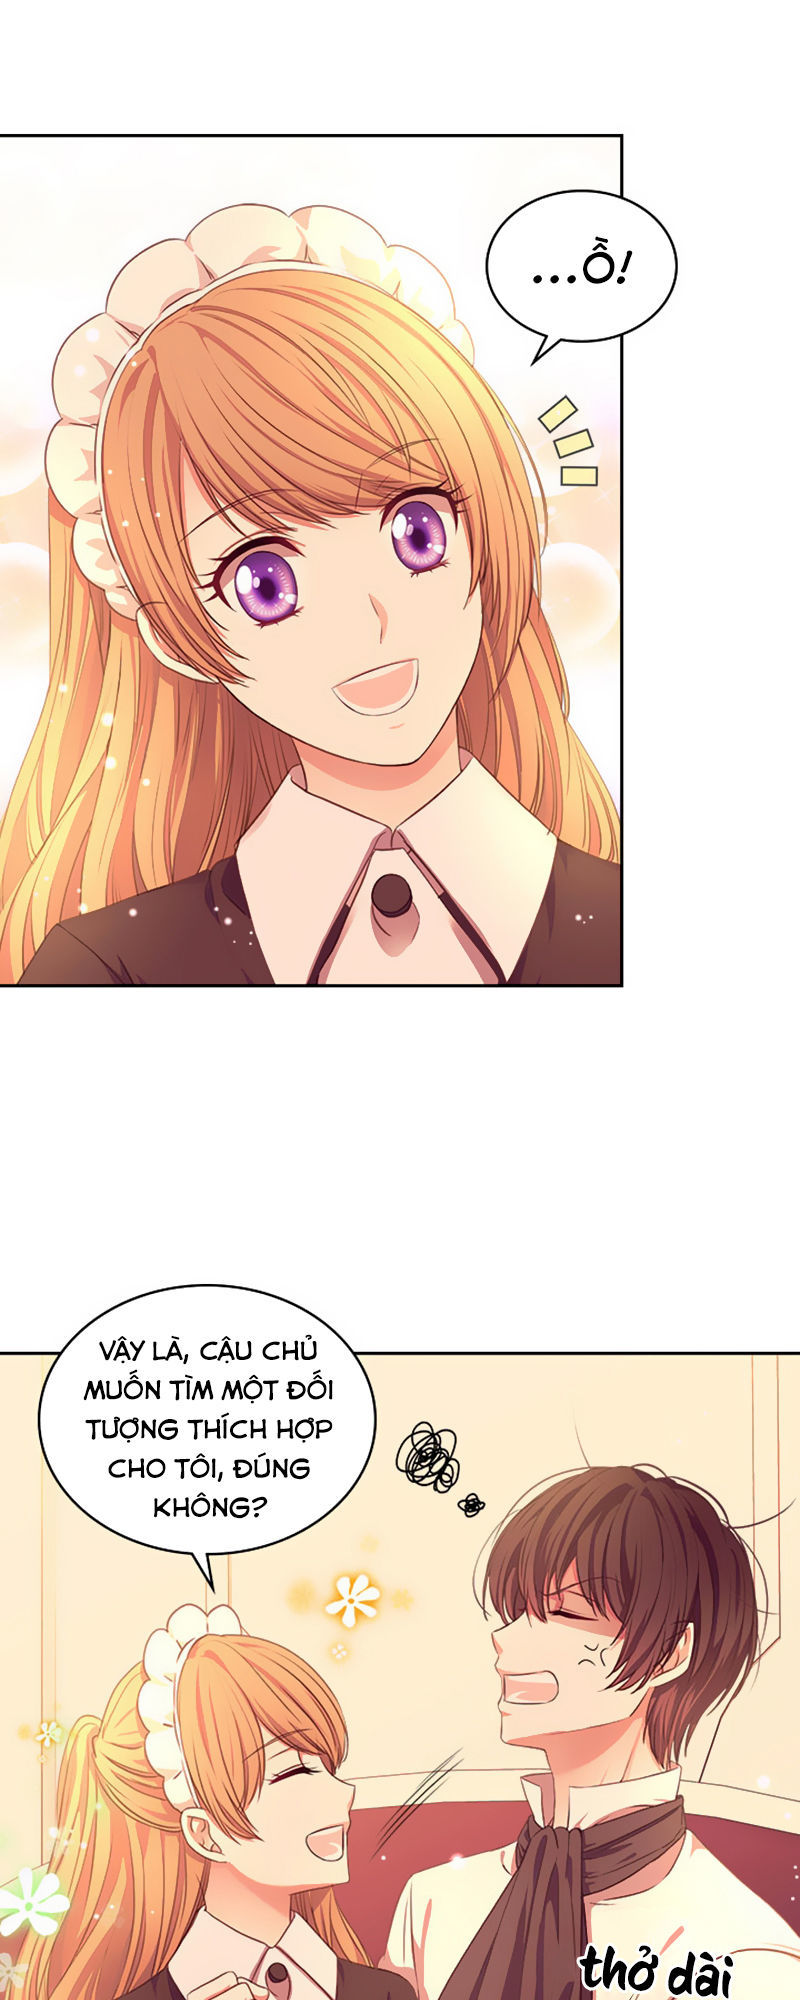 ...Ồ!
VẬY LÀ, CẬU CHỦ
MUỐN TÌM MỘT ĐỐI
TƯỢNG THÍCH HỢP
CHO TÔI, ĐÚNG
KHÔNG?
thở dài